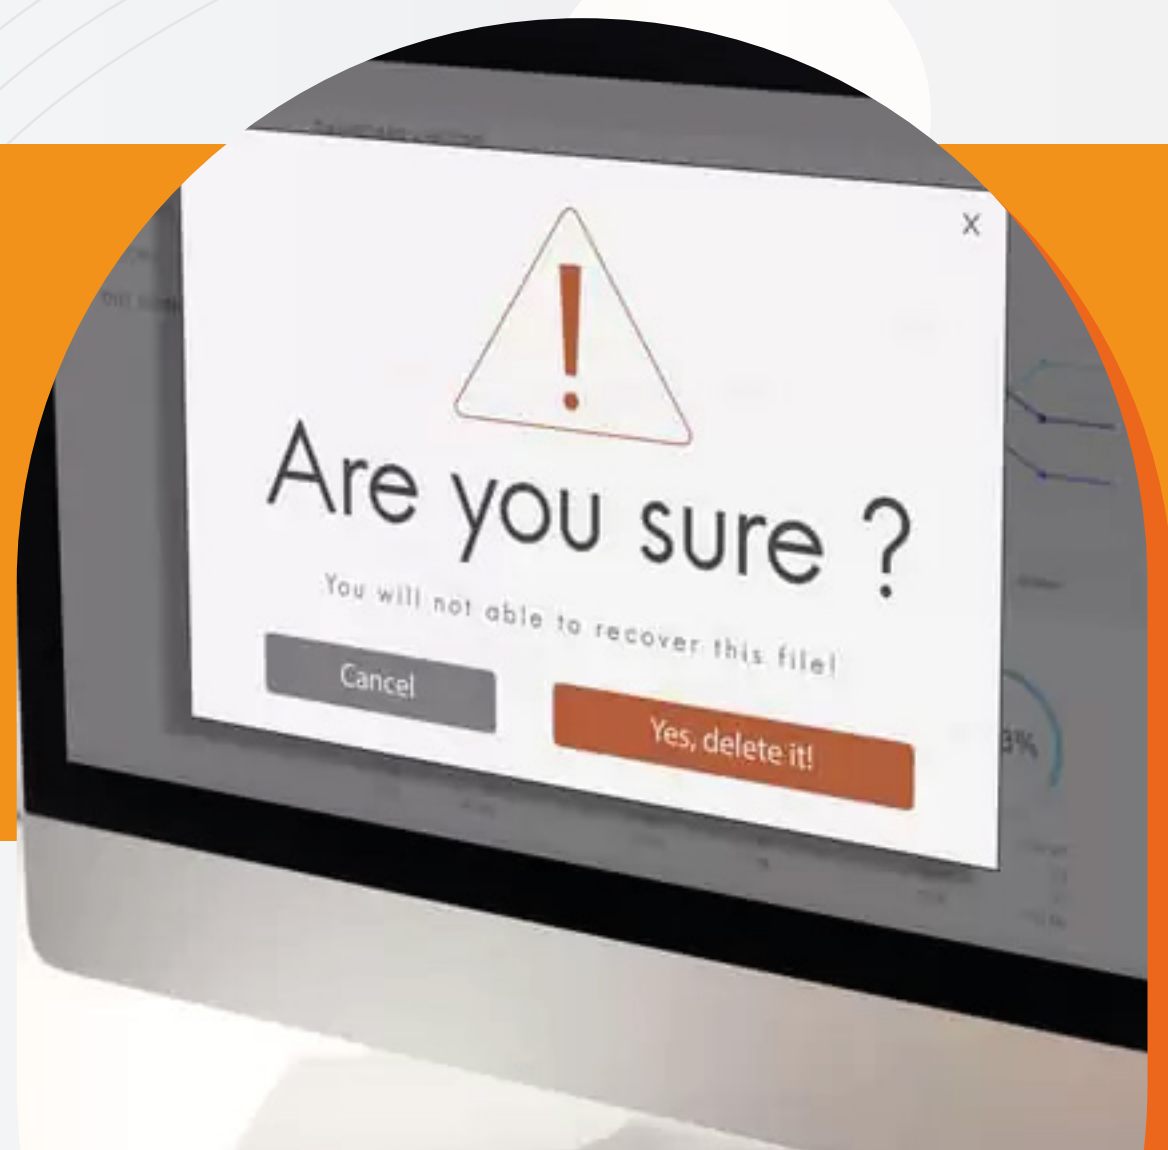 X
Are you sure ?
You will not able to recover this file!
Cancel
Yes, delete it!